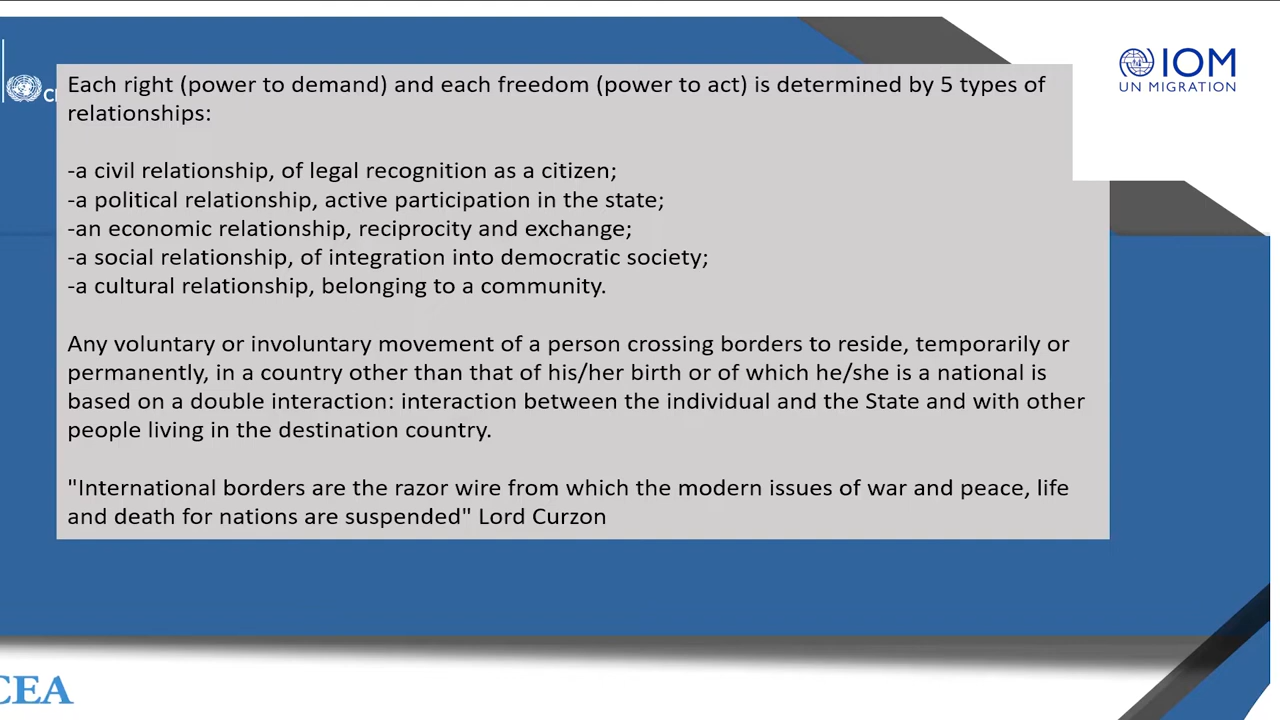 IOM
UN MIGRATION
Each right (power to demand) and each freedom (power to act) is determined by 5 types of
relationships:
-a civil relationship, of legal recognition as a citizen;
-a political relationship, active participation in the state;
-an economic relationship, reciprocity and exchange;
-a social relationship, of integration into democratic society;
-a cultural relationship, belonging to a community.
Any voluntary or involuntary movement of a person crossing borders to reside, temporarily or
permanently, in a country other than that of his/her birth or of which he/she is a national is
based on a double interaction: interaction between the individual and the State and with other
people living in the destination country.
"International borders are the razor wire from which the modern issues of war and peace, life
and death for nations are suspended" Lord Curzon
CEA